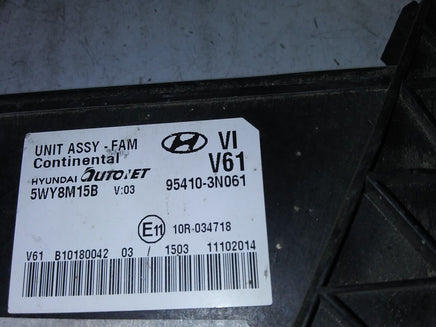 UNIT ASSY - FAM
Continental
HYUNDAI AUTONET
5WY8M15B V:03
VI
V61
95410-3N061
E11 10R-034718
V61 B10180042 03 / 1503 11102014